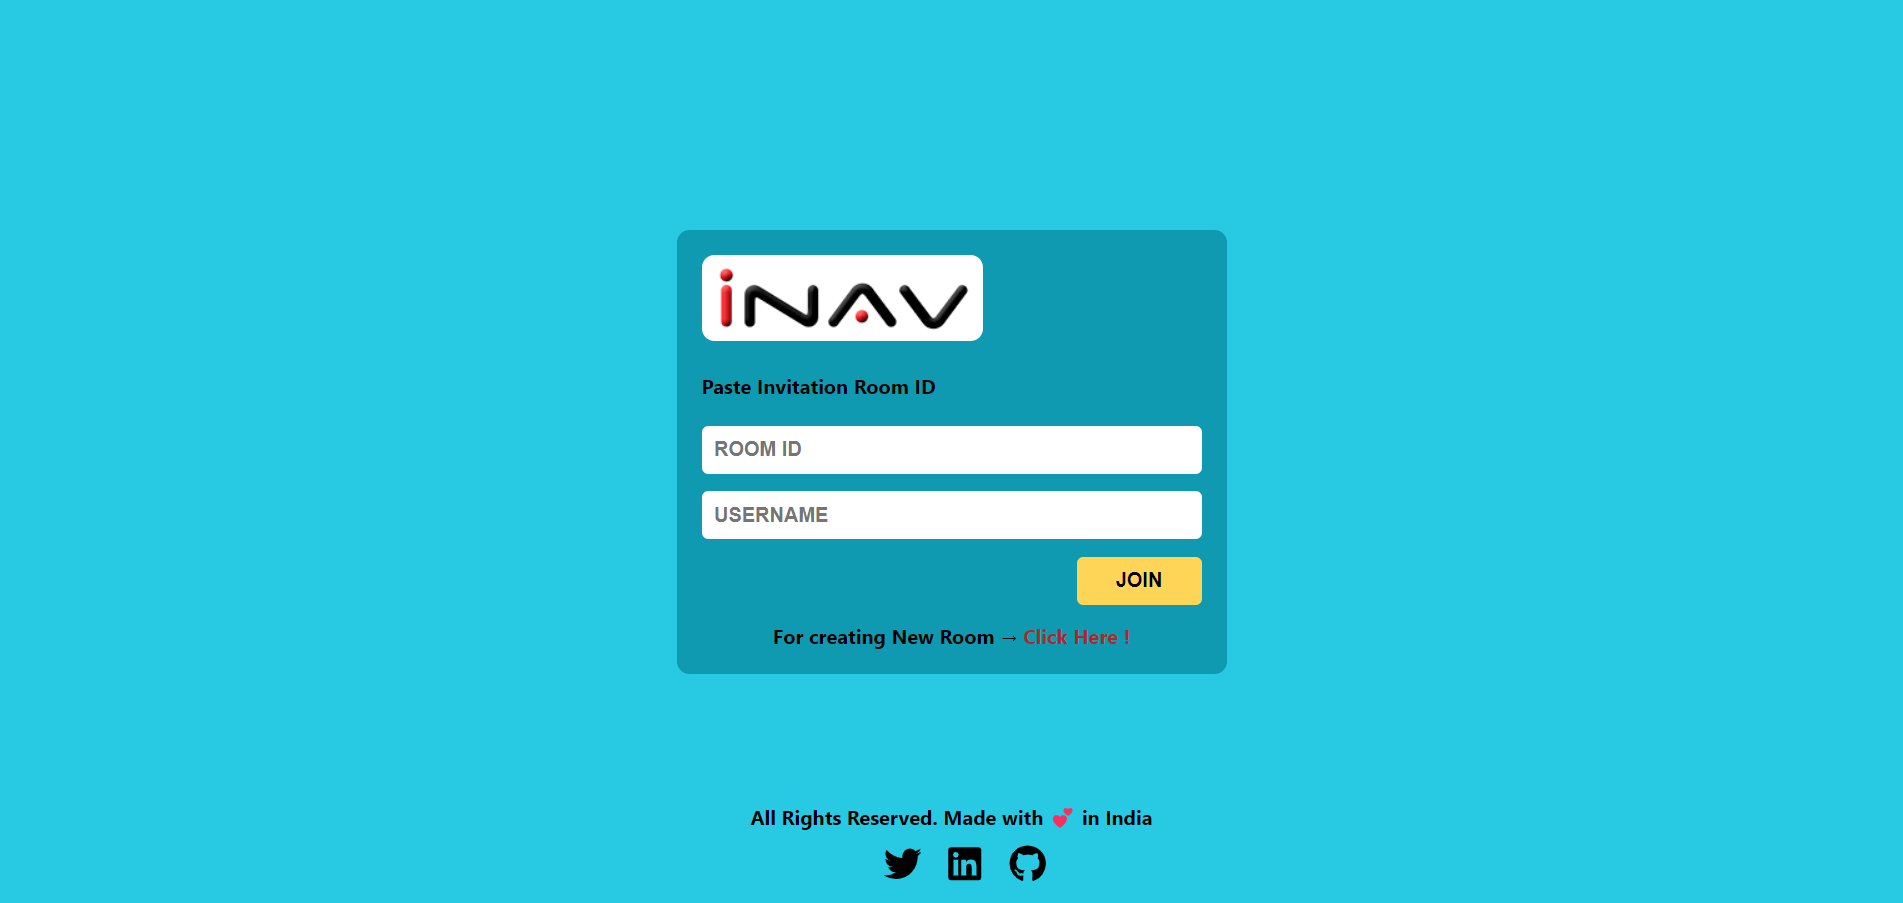 iNAV
Paste Invitation Room ID
ROOM ID
USERNAME
JOIN
For creating New Room → Click Here !
All Rights Reserved. Made with 💕 in India
in